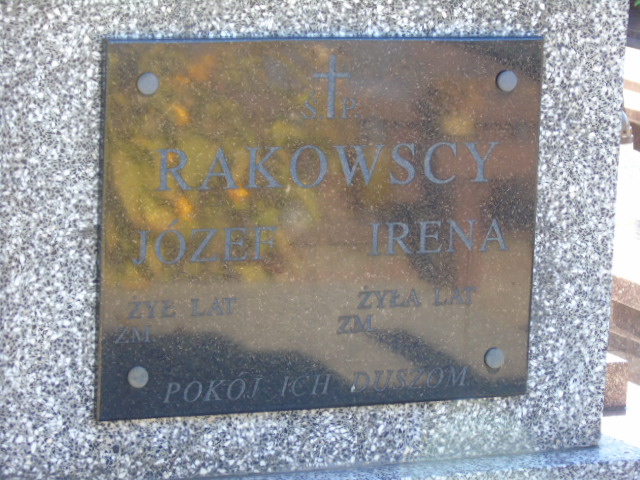 Ś. P.
RAKOWSCY
JÓZEF IRENA
ŻYŁ LAT ŻYŁA LAT
ZM. ZM.
POKÓJ ICH DUSZOM